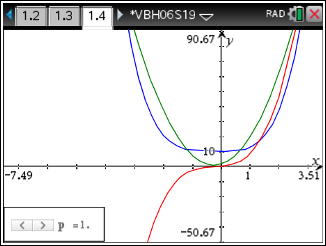 1.2 1.3 1.4 *VBH06S19 RAD
90.67 y
10
x
-7.49 1 3.51
-50.67
p =1.